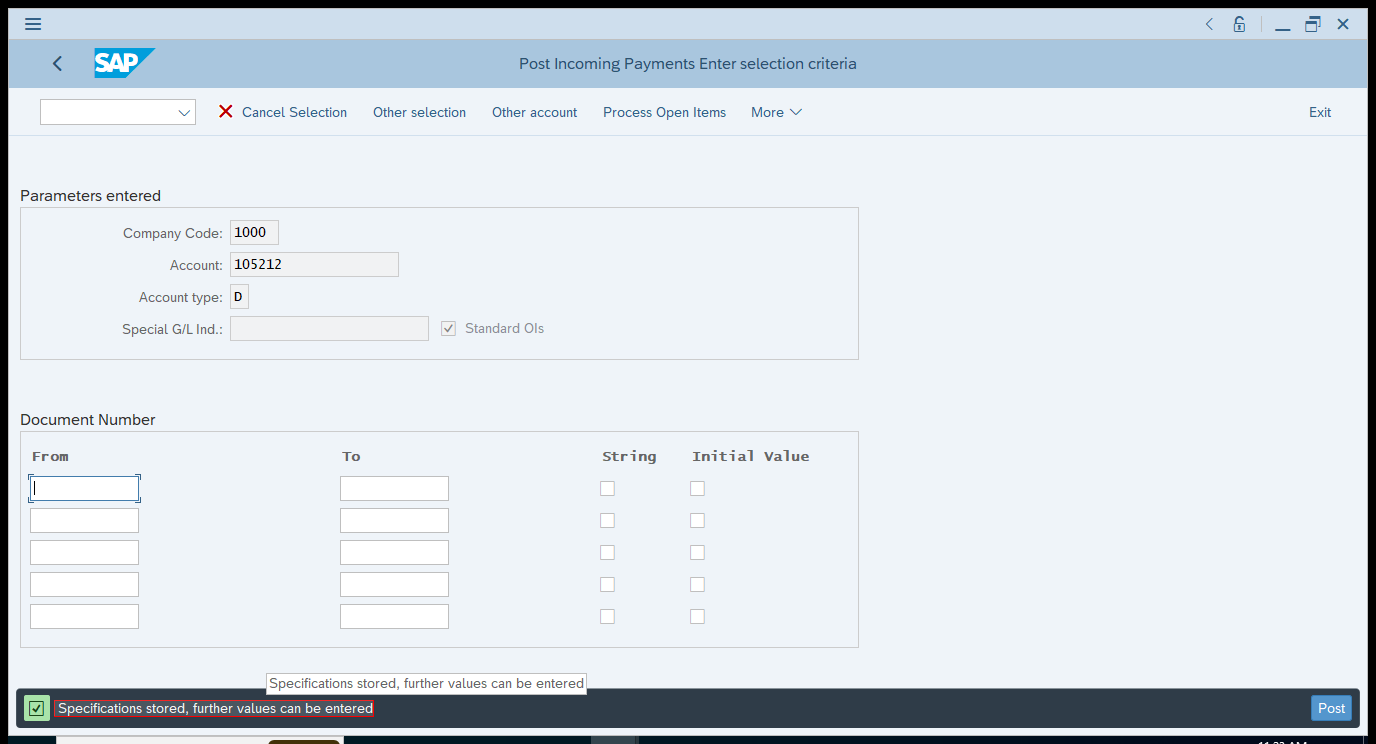 SAP
Post Incoming Payments Enter selection criteria
Cancel Selection Other selection Other account Process Open Items More Exit
Parameters entered
Company Code: 1000
Account: 105212
Account type: D
Special G/L Ind.: Standard OIs
Document Number
From To String Initial Value
Specifications stored, further values can be entered
Specifications stored, further values can be entered Post